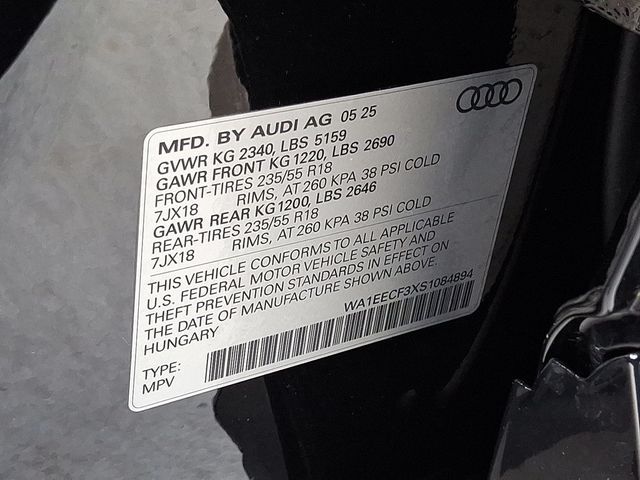 MFD. BY AUDI AG 05 25
GVWR KG 2340, LBS 5159
GAWR FRONT KG 1220, LBS 2690
FRONT-TIRES 235/55 R18
7JX18 RIMS, AT 260 KPA 38 PSI COLD
GAWR REAR KG 1200, LBS 2646
REAR-TIRES 235/55 R18
7JX18 RIMS, AT 260 KPA 38 PSI COLD
THIS VEHICLE CONFORMS TO ALL APPLICABLE
U.S. FEDERAL MOTOR VEHICLE SAFETY AND
THEFT PREVENTION STANDARDS IN EFFECT ON
THE DATE OF MANUFACTURE SHOWN ABOVE.
HUNGARY WA1EECF3XS1084894
TYPE:
MPV